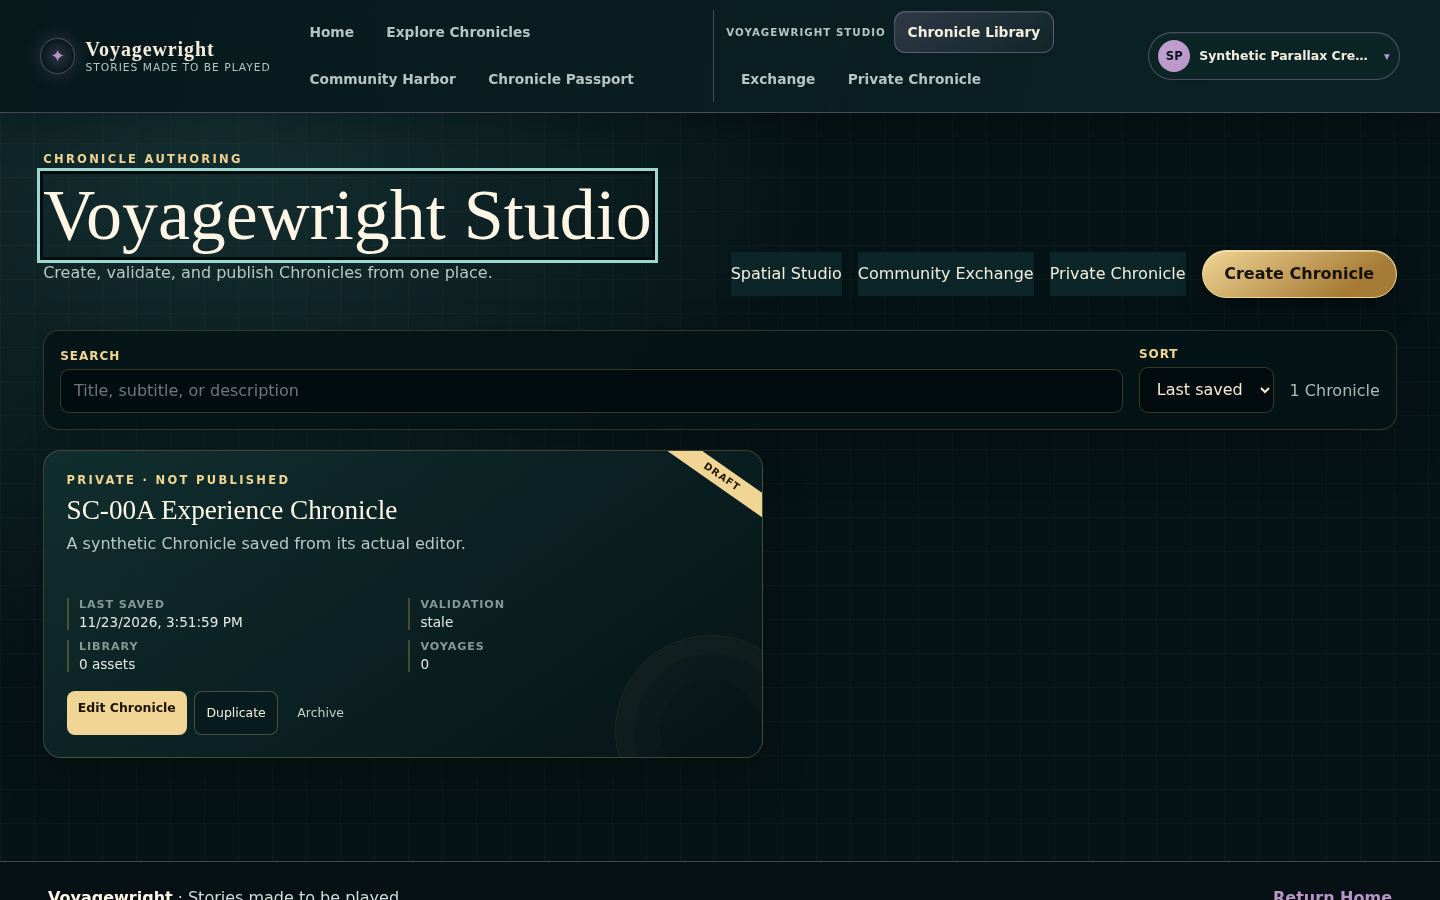 Voyagewright
STORIES MADE TO BE PLAYED
Home
Explore Chronicles
Community Harbor
Chronicle Passport
VOYAGEWRIGHT STUDIO
Chronicle Library
Exchange
Private Chronicle
SP
Synthetic Parallax Cre…
CHRONICLE AUTHORING
Voyagewright Studio
Create, validate, and publish Chronicles from one place.
Spatial Studio
Community Exchange
Private Chronicle
Create Chronicle
SEARCH
Title, subtitle, or description
SORT
Last saved
1 Chronicle
DRAFT
PRIVATE · NOT PUBLISHED
SC-00A Experience Chronicle
A synthetic Chronicle saved from its actual editor.
LAST SAVED
11/23/2026, 3:51:59 PM
VALIDATION
stale
LIBRARY
0 assets
VOYAGES
0
Edit Chronicle
Duplicate
Archive
Voyagewright · Stories made to be played
Return Home